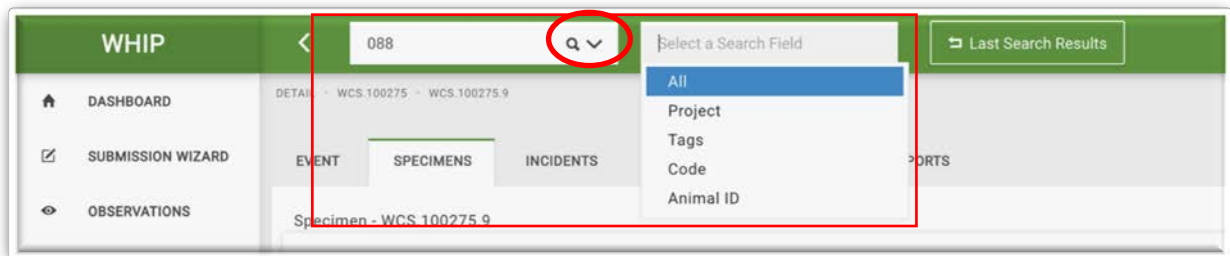 WHIP
088
Select a Search Field
Last Search Results
All
Project
Tags
Code
Animal ID
DASHBOARD
SUBMISSION WIZARD
OBSERVATIONS
DETAIL - WCS.100275 - WCS.100275.9
EVENT SPECIMENS INCIDENTS PORTS
Specimen - WCS.100275.9